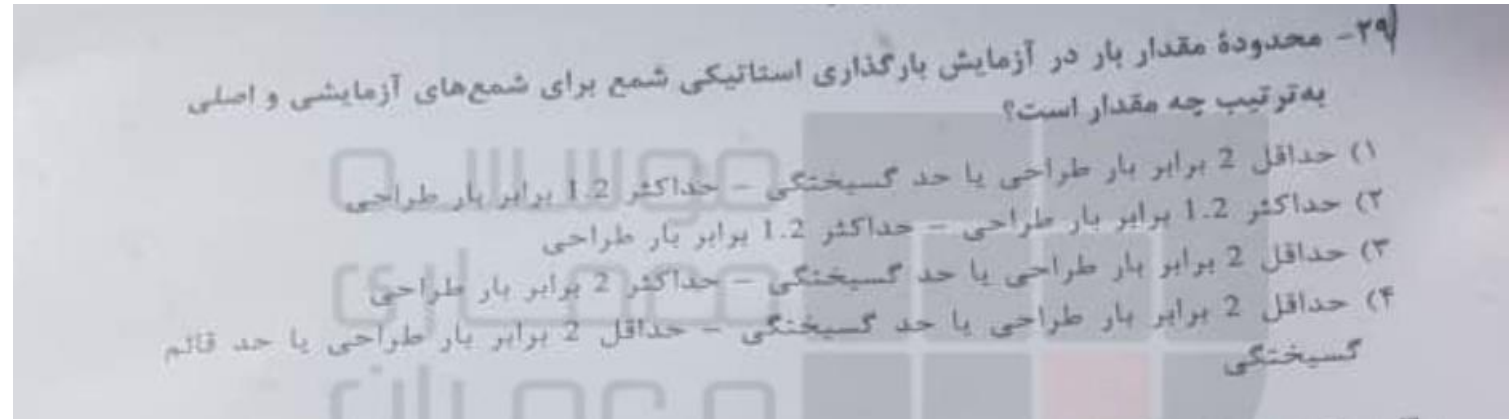 ۲۹- محدودۀ مقدار بار در آزمایش بارگذاری استاتیکی شمع برای شمع‌های آزمایشی و اصلی
به‌ترتیب چه مقدار است؟
۱) حداقل 2 برابر بار طراحی یا حد گسیختگی - حداکثر 1.2 برابر بار طراحی
۲) حداکثر 1.2 برابر بار طراحی - حداکثر 1.2 برابر بار طراحی
۳) حداقل 2 برابر بار طراحی یا حد گسیختگی - حداکثر 2 برابر بار طراحی
۴) حداقل 2 برابر بار طراحی یا حد گسیختگی - حداقل 2 برابر بار طراحی یا حد قائم
گسیختگی
موسسه
معماری
عمران